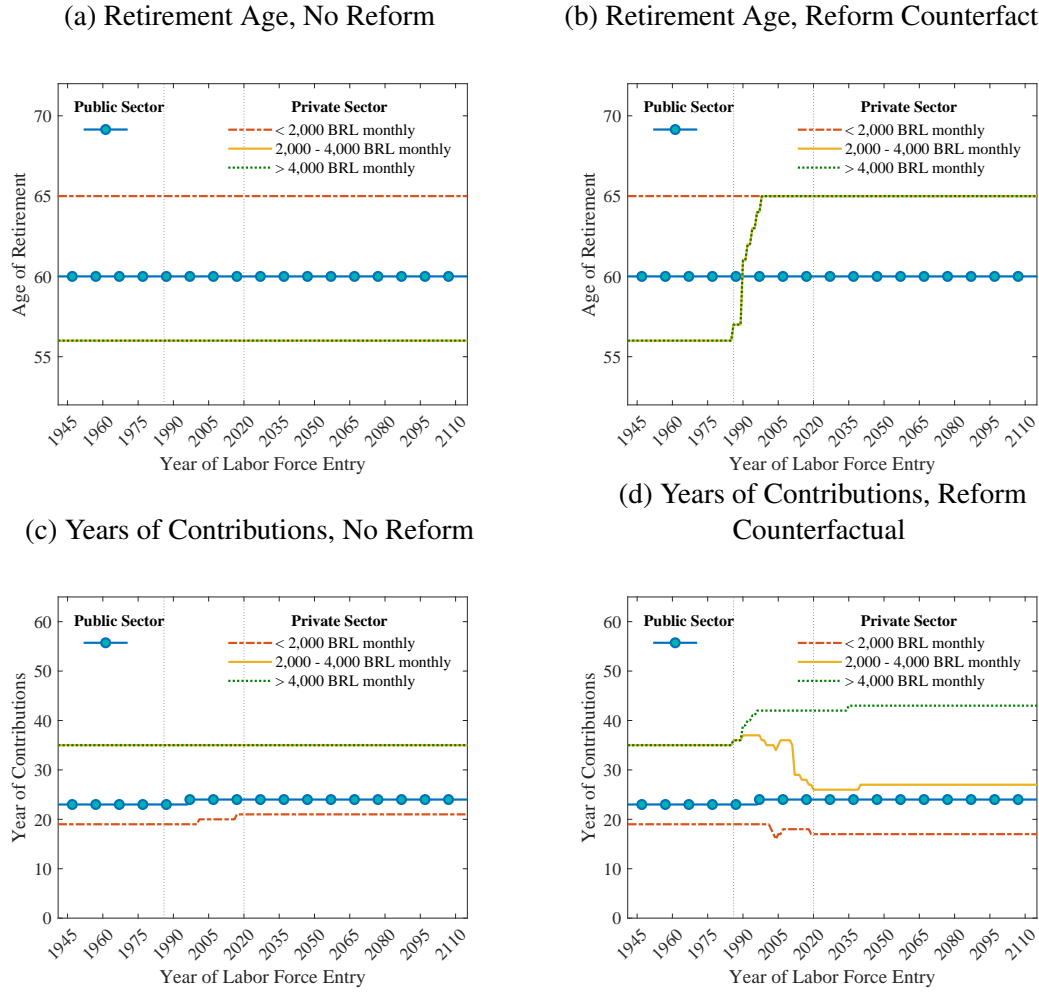 (a) Retirement Age, No Reform
Public Sector
Private Sector
< 2,000 BRL monthly
2,000 - 4,000 BRL monthly
> 4,000 BRL monthly
Age of Retirement
70
65
60
55
1945 1960 1975 1990 2005 2020 2035 2050 2065 2080 2095 2110
Year of Labor Force Entry
(b) Retirement Age, Reform Counterfact
Public Sector
Private Sector
< 2,000 BRL monthly
2,000 - 4,000 BRL monthly
> 4,000 BRL monthly
Age of Retirement
70
65
60
55
1945 1960 1975 1990 2005 2020 2035 2050 2065 2080 2095 2110
Year of Labor Force Entry
(c) Years of Contributions, No Reform
Public Sector
Private Sector
< 2,000 BRL monthly
2,000 - 4,000 BRL monthly
> 4,000 BRL monthly
Year of Contributions
60
50
40
30
20
10
0
1945 1960 1975 1990 2005 2020 2035 2050 2065 2080 2095 2110
Year of Labor Force Entry
(d) Years of Contributions, Reform
Counterfactual
Public Sector
Private Sector
< 2,000 BRL monthly
2,000 - 4,000 BRL monthly
> 4,000 BRL monthly
Year of Contributions
60
50
40
30
20
10
0
1945 1960 1975 1990 2005 2020 2035 2050 2065 2080 2095 2110
Year of Labor Force Entry